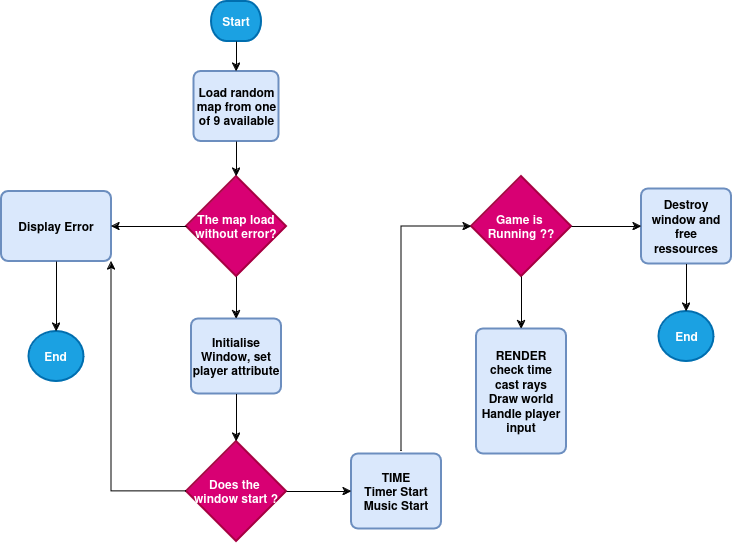 Start
Load random
map from one
of 9 available
The map load
without error?
Display Error
End
Initialise
Window, set
player attribute
Does the
window start ?
TIME
Timer Start
Music Start
Game is
Running ??
RENDER
check time
cast rays
Draw world
Handle player
input
Destroy
window and
free
ressources
End